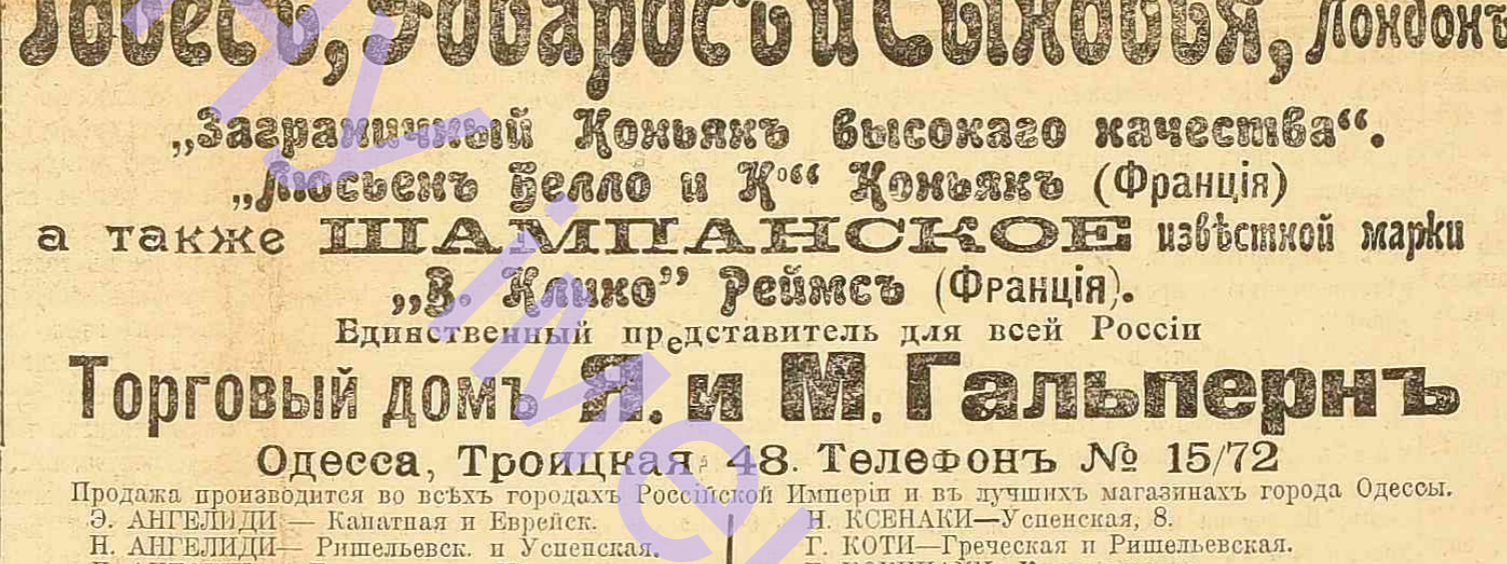 Говардъ и Сыновья, Лондонъ
„Заграничный Коньякъ высокаго качества“.
„Люсьенъ Белло и К°“ Коньякъ (Франція)
а также ШАМПАНСКОЕ извѣстной марки
„В. Клико” Реймсъ (Франція).
Единственный представитель для всей Россіи
Торговый домъ Я. и М. Гальпернъ
Одесса, Троицкая 48. Телефонъ № 15/72
Продажа производится во всѣхъ городахъ Россійской Имперіи и въ лучшихъ магазинахъ города Одессы.
Э. АНГЕЛИДИ — Канатная и Еврейск.
Н. АНГЕЛИДИ— Ришельевск. и Успенская.
Н. КСЕНАКИ—Успенская, 8.
Г. КОТИ—Греческая и Ришельевская.